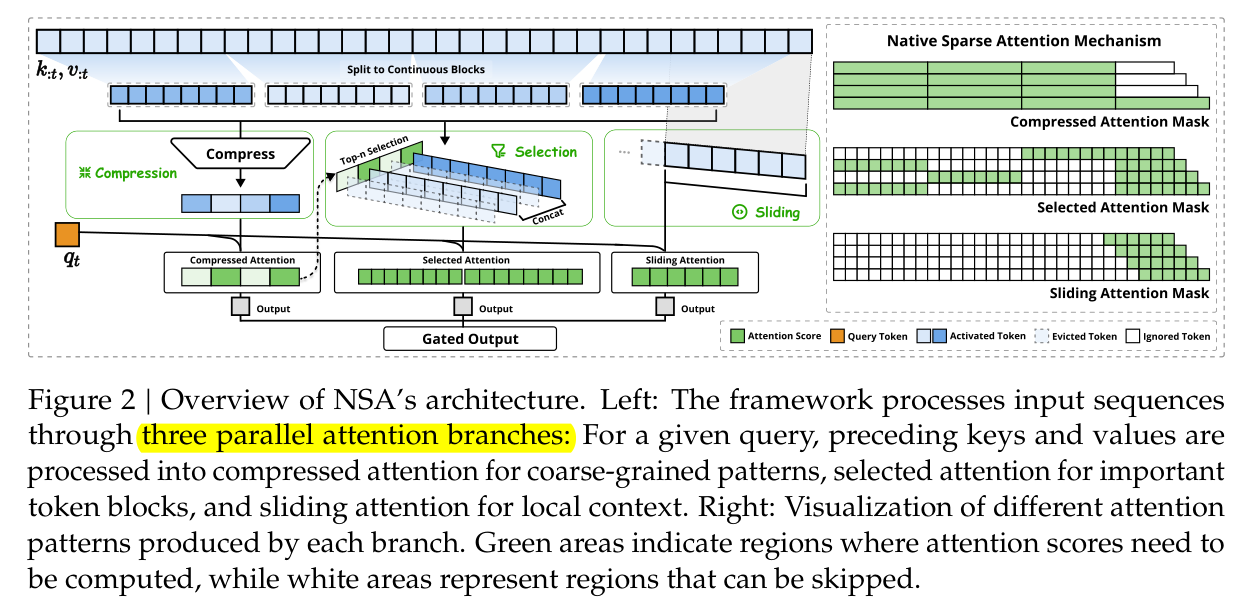 Native Sparse Attention Mechanism
k:t, v:t
Split to Continuous Blocks
Compressed Attention Mask
Compression
Compress
Top-n Selection
Selection
Concat
Sliding
Selected Attention Mask
qt
Compressed Attention
Selected Attention
Sliding Attention
Output
Output
Output
Sliding Attention Mask
Gated Output
Attention Score
Query Token
Activated Token
Evicted Token
Ignored Token
Figure 2 | Overview of NSA’s architecture. Left: The framework processes input sequences
through three parallel attention branches: For a given query, preceding keys and values are
processed into compressed attention for coarse-grained patterns, selected attention for important
token blocks, and sliding attention for local context. Right: Visualization of different attention
patterns produced by each branch. Green areas indicate regions where attention scores need to
be computed, while white areas represent regions that can be skipped.